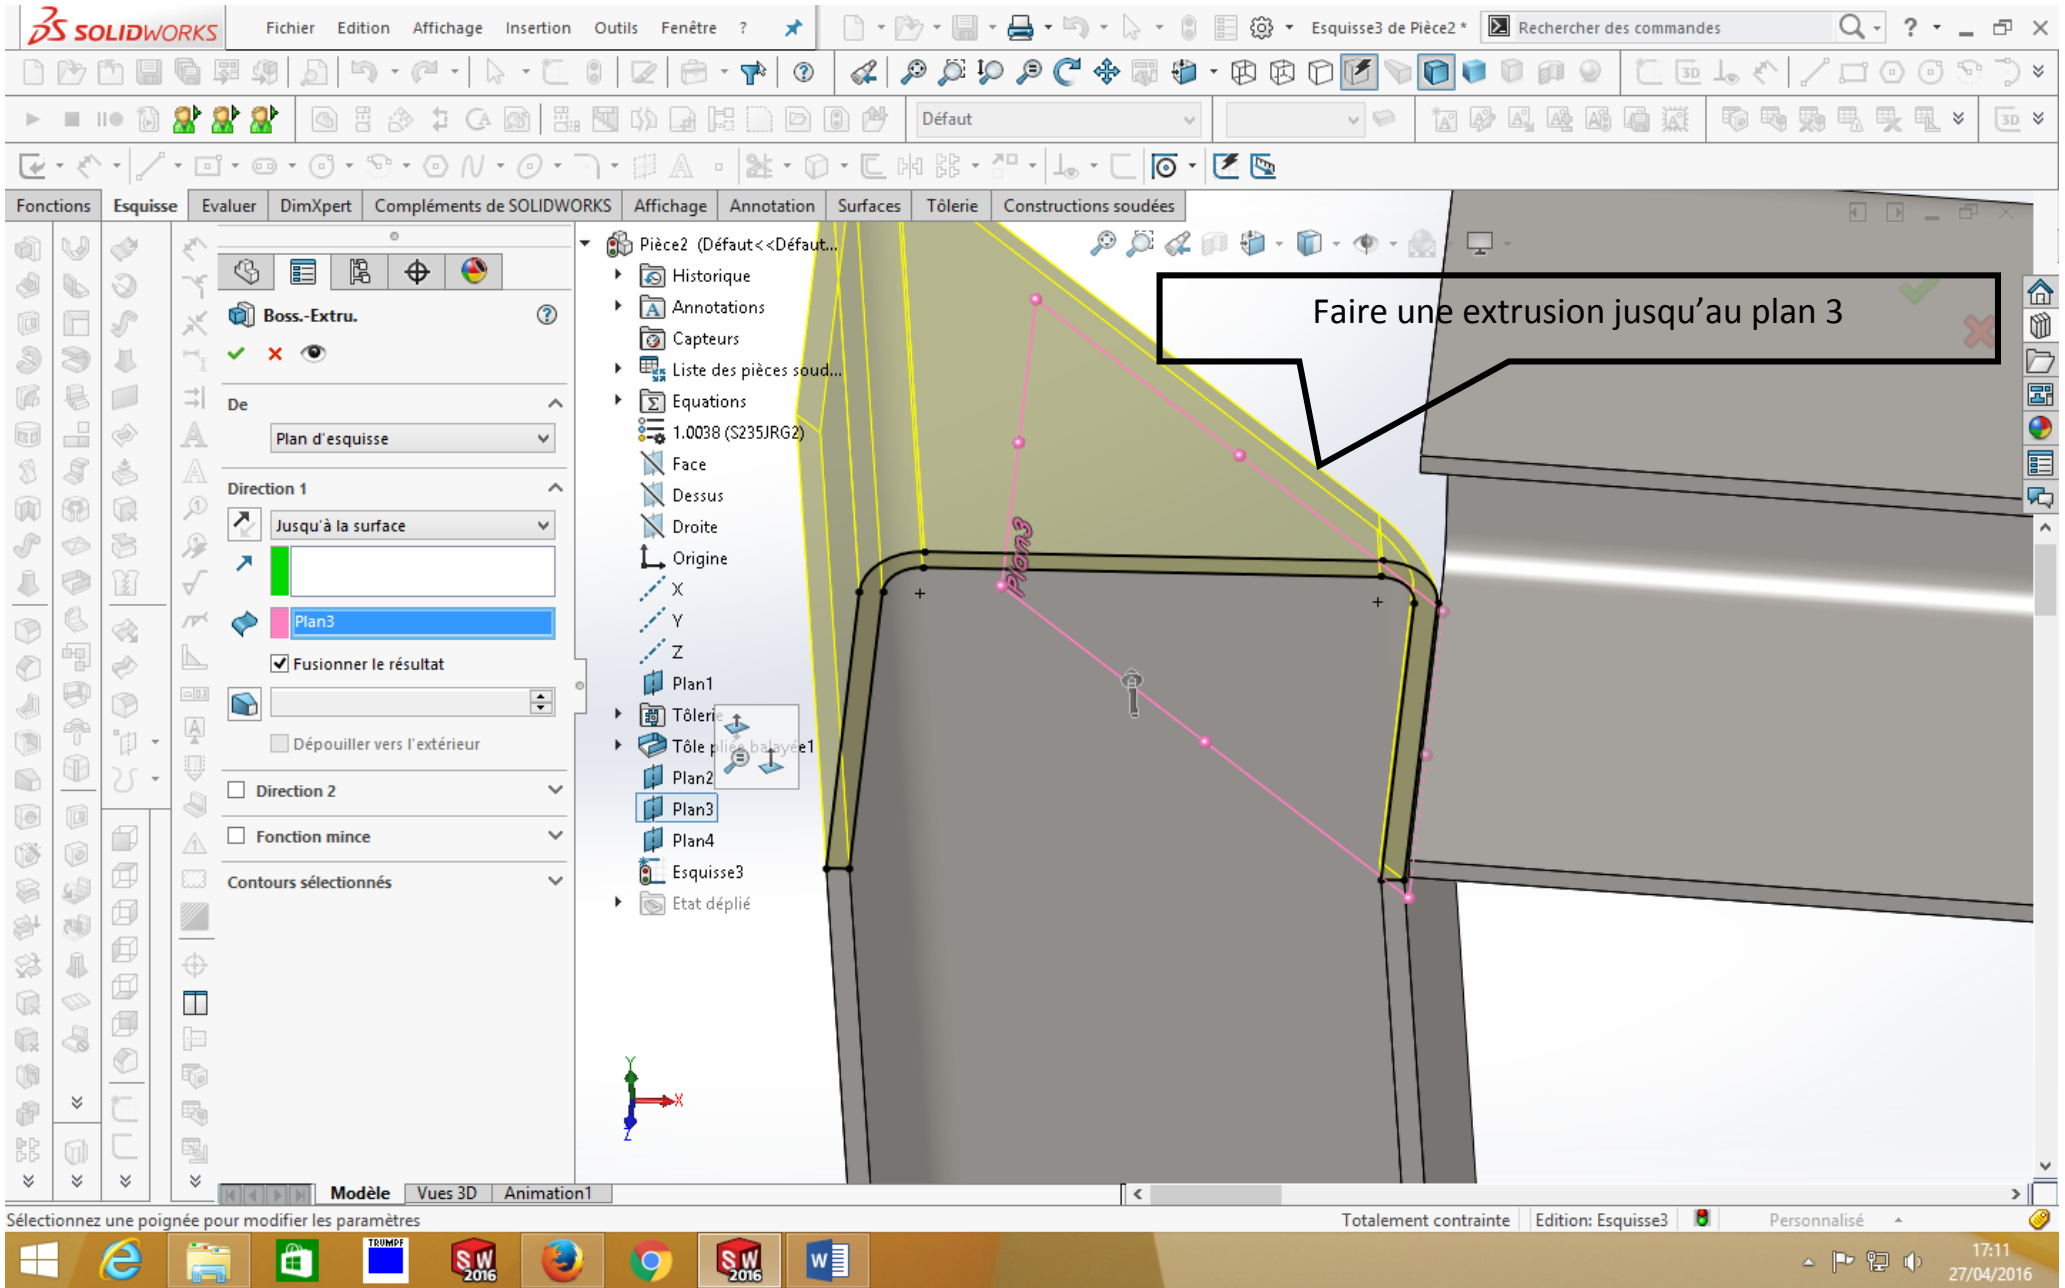 SOLIDWORKS Fichier Edition Affichage Insertion Outils Fenêtre ? Esquisse3 de Pièce2 * Rechercher des commandes ?
Défaut
Fonctions Esquisse Evaluer DimXpert Compléments de SOLIDWORKS Affichage Annotation Surfaces Tôlerie Constructions soudées
Boss.-Extru.
De
Plan d'esquisse
Direction 1
Jusqu'à la surface
Plan3
Fusionner le résultat
Dépouiller vers l'extérieur
Direction 2
Fonction mince
Contours sélectionnés
Pièce2 (Défaut<<Défaut...
Historique
Annotations
Capteurs
Liste des pièces soud...
Equations
1.0038 (S235JRG2)
Face
Dessus
Droite
Origine
X
Y
Z
Plan1
Tôlerie
Tôle pliée balayée1
Plan2
Plan3
Plan4
Esquisse3
Etat déplié
Faire une extrusion jusqu'au plan 3
Plan3
Y
X
Z
Modèle Vues 3D Animation1
Sélectionnez une poignée pour modifier les paramètres Totalement contrainte Edition: Esquisse3 Personnalisé
TRUMPF
SW
2016
SW
2016
W
17:11
27/04/2016